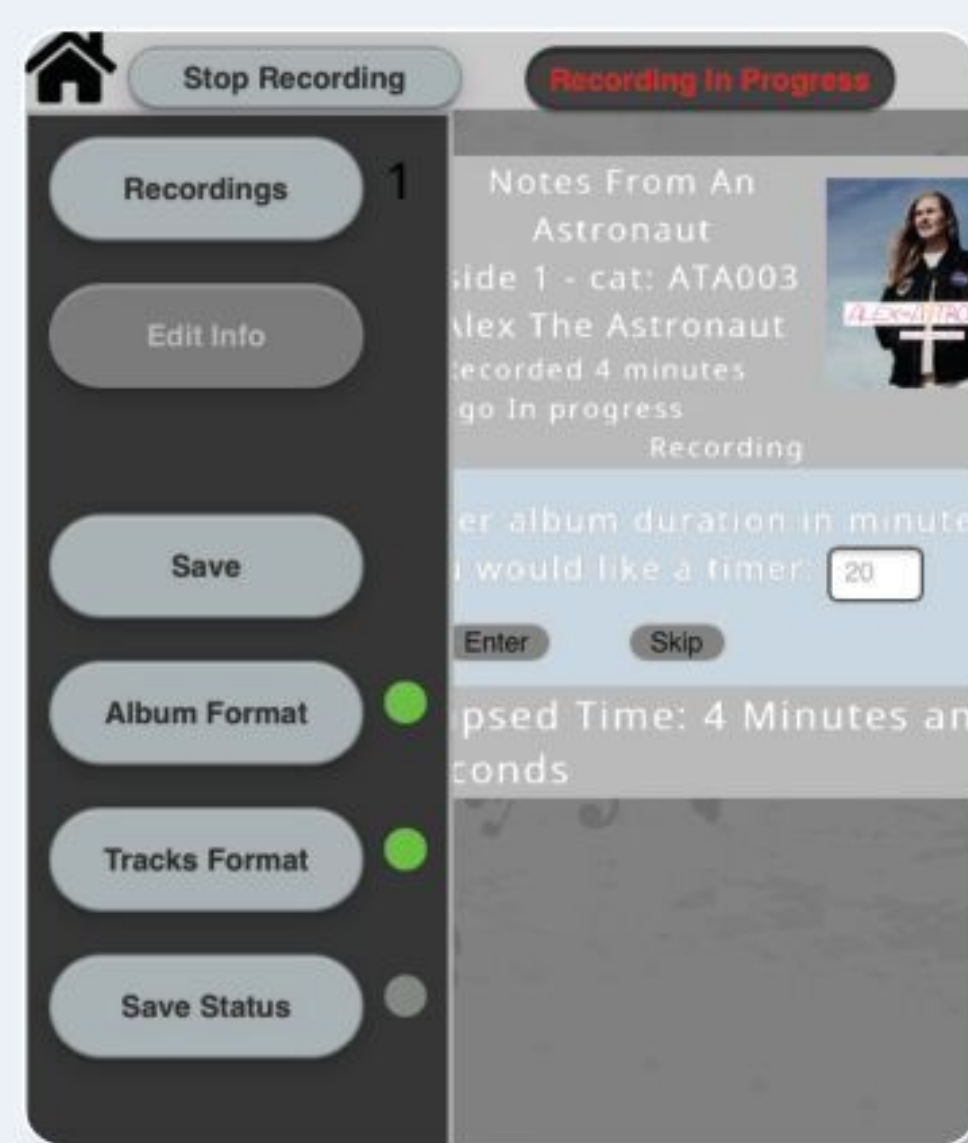 Stop Recording
Recording In Progress
Recordings 1
Edit Info
Save
Album Format
Tracks Format
Save Status
Notes From An
Astronaut
side 1 - cat: ATA003
Alex The Astronaut
ecorded 4 minutes
go In progress
Recording
er album duration in minute
would like a timer: 20
Enter
Skip
psed Time: 4 Minutes an
conds